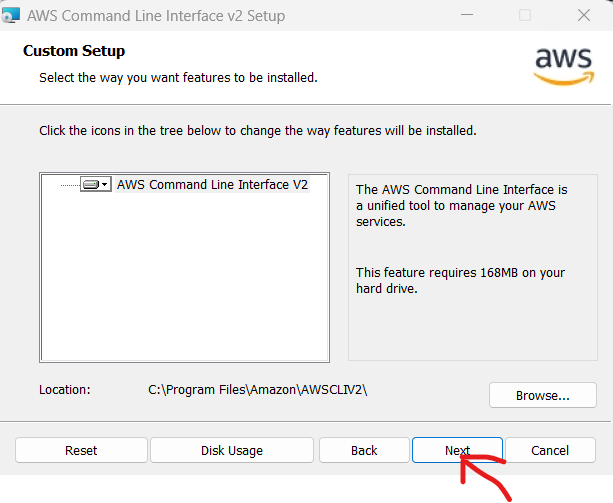 AWS Command Line Interface v2 Setup
Custom Setup
Select the way you want features to be installed.
aws
Click the icons in the tree below to change the way features will be installed.
AWS Command Line Interface V2
The AWS Command Line Interface is
a unified tool to manage your AWS
services.
This feature requires 168MB on your
hard drive.
Location: C:\Program Files\Amazon\AWSCLIV2\
Browse...
Reset Disk Usage Back Next Cancel